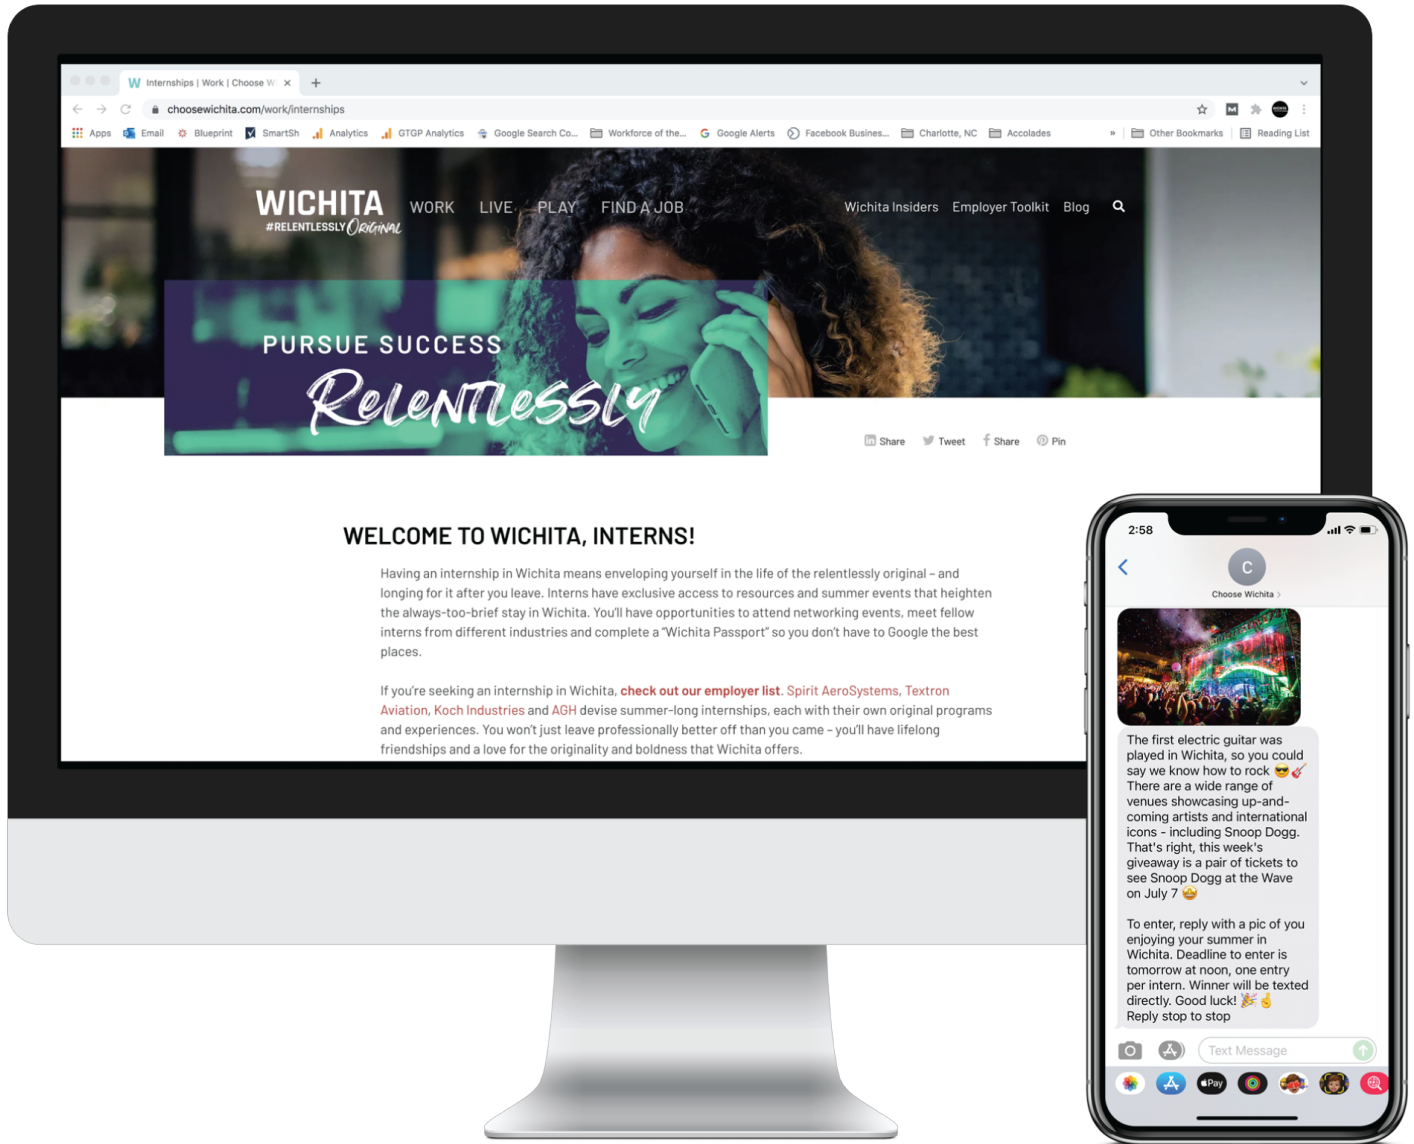 W Internships | Work | Choose W
choosewichita.com/work/internships
Apps Email Blueprint SmartSh Analytics GTGP Analytics Google Search Co... Workforce of the... Google Alerts Facebook Busines... Charlotte, NC Accolades » Other Bookmarks Reading List
WICHITA WORK LIVE PLAY FIND A JOB Wichita Insiders Employer Toolkit Blog
#RELENTLESSLY ORIGINAL
PURSUE SUCCESS
RELENTLESSLY
Share Tweet Share Pin
WELCOME TO WICHITA, INTERNS!
Having an internship in Wichita means enveloping yourself in the life of the relentlessly original – and
longing for it after you leave. Interns have exclusive access to resources and summer events that heighten
the always-too-brief stay in Wichita. You'll have opportunities to attend networking events, meet fellow
interns from different industries and complete a "Wichita Passport" so you don't have to Google the best
places.
If you're seeking an internship in Wichita, check out our employer list. Spirit AeroSystems, Textron
Aviation, Koch Industries and AGH devise summer-long internships, each with their own original programs
and experiences. You won't just leave professionally better off than you came – you'll have lifelong
friendships and a love for the originality and boldness that Wichita offers.
2:58
C
Choose Wichita
The first electric guitar was
played in Wichita, so you could
say we know how to rock 😎🎸
There are a wide range of
venues showcasing up-and-
coming artists and international
icons - including Snoop Dogg.
That's right, this week's
giveaway is a pair of tickets to
see Snoop Dogg at the Wave
on July 7 🤩
To enter, reply with a pic of you
enjoying your summer in
Wichita. Deadline to enter is
tomorrow at noon, one entry
per intern. Winner will be texted
directly. Good luck! 🎉🤞
Reply stop to stop
Text Message
Pay